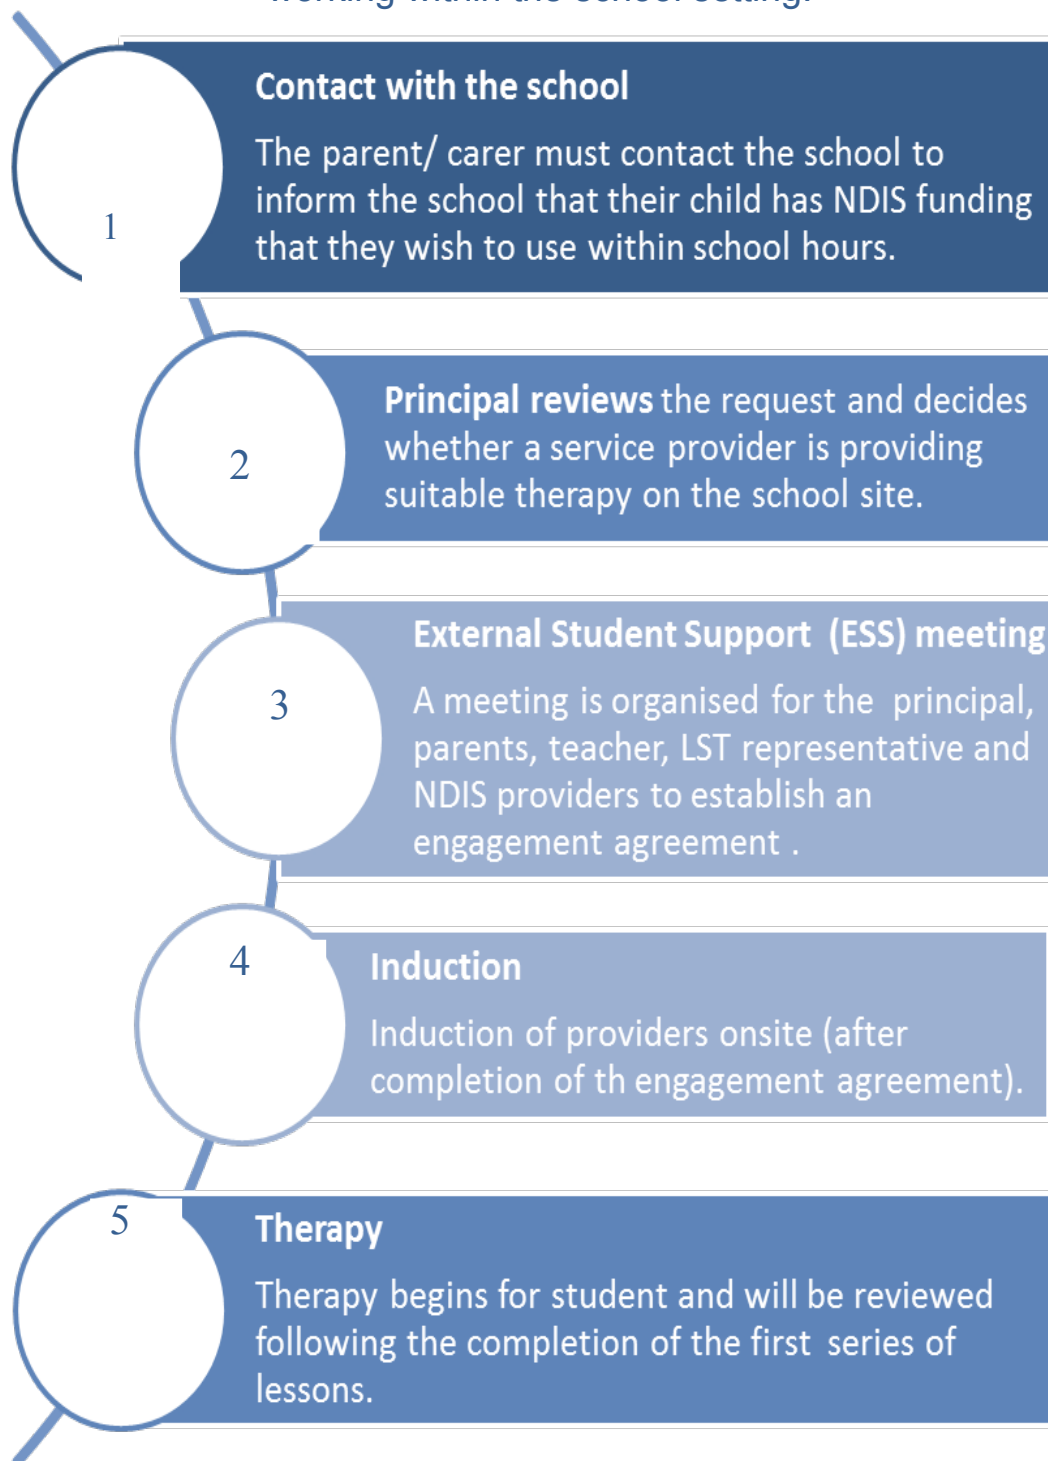 working within the school setting.
Contact with the school
The parent/ carer must contact the school to
inform the school that their child has NDIS funding
that they wish to use within school hours.
1
Principal reviews the request and decides
whether a service provider is providing
suitable therapy on the school site.
2
External Student Support (ESS) meeting
A meeting is organised for the principal,
parents, teacher, LST representative and
NDIS providers to establish an
engagement agreement .
3
Induction
Induction of providers onsite (after
completion of th engagement agreement).
4
Therapy
Therapy begins for student and will be reviewed
following the completion of the first series of
lessons.
5